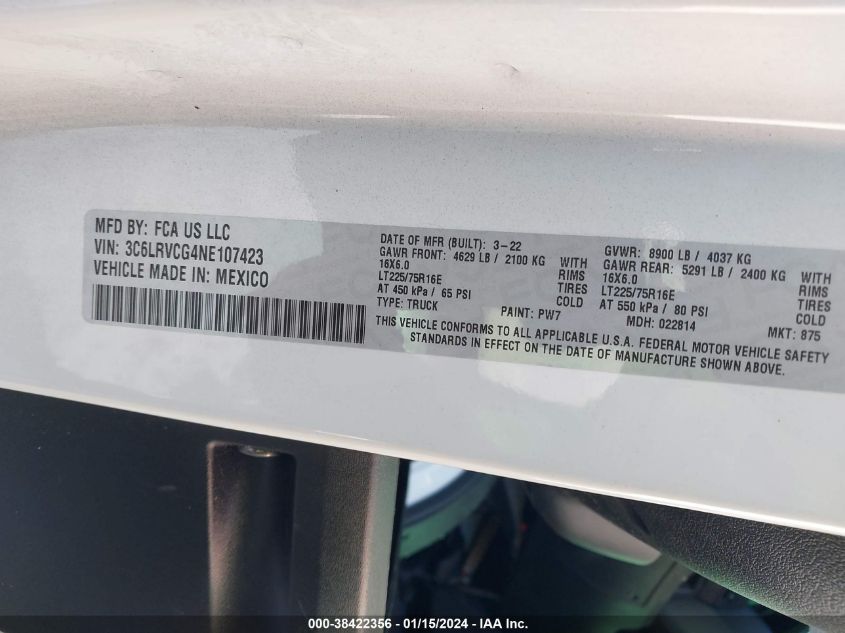 MFD BY: FCA US LLC
VIN: 3C6LRVCG4NE107423
VEHICLE MADE IN: MEXICO
DATE OF MFR (BUILT): 3-22
GAWR FRONT: 4629 LB / 2100 KG WITH
16X6.0 RIMS
LT225/75R16E TIRES
AT 450 kPa / 65 PSI COLD
TYPE: TRUCK
PAINT: PW7
GVWR: 8900 LB / 4037 KG
GAWR REAR: 5291 LB / 2400 KG WITH
16X6.0 RIMS
LT225/75R16E TIRES
AT 550 kPa / 80 PSI COLD
MDH: 022814 MKT: 875
THIS VEHICLE CONFORMS TO ALL APPLICABLE U.S.A. FEDERAL MOTOR VEHICLE SAFETY
STANDARDS IN EFFECT ON THE DATE OF MANUFACTURE SHOWN ABOVE.
000-38422356 - 01/15/2024 - IAA Inc.